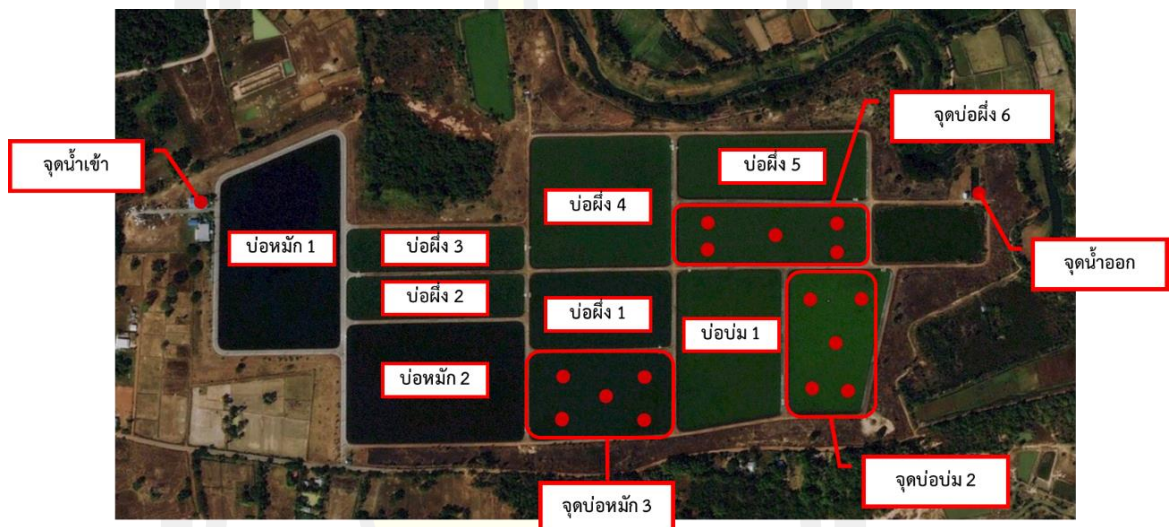 จุดบ่อผึ่ง 6
จุดน้ำเข้า
บ่อผึ่ง 5
บ่อผึ่ง 4
บ่อหมัก 1
บ่อผึ่ง 3
จุดน้ำออก
บ่อผึ่ง 2
บ่อผึ่ง 1
บ่อบ่ม 1
บ่อหมัก 2
จุดบ่อบ่ม 2
จุดบ่อหมัก 3